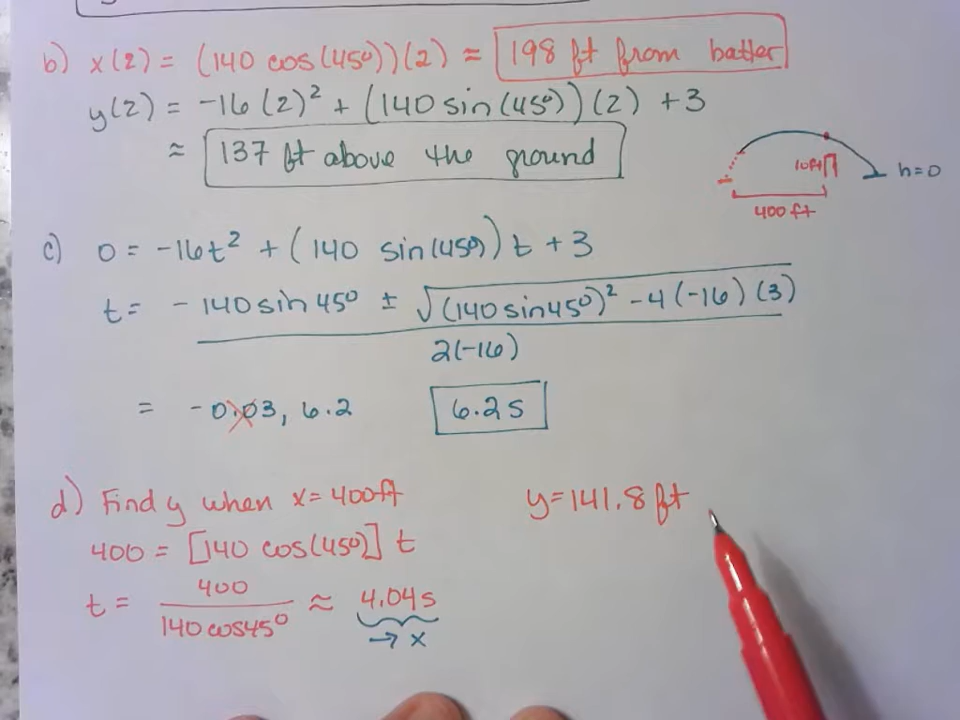 b) x(2) = (140 cos(45°))(2) ≈ 198 ft from batter
y(2) = -16(2)² + (140 sin(45°))(2) + 3
≈ 137 ft above the ground
10ft
h=0
400 ft
c) 0 = -16t² + (140 sin(45°))t + 3
t = -140 sin 45° ± √(140 sin45°)² - 4(-16)(3)
2(-16)
= -0.03, 6.2 6.2s
d) Find y when x = 400ft
y = 141.8 ft
400 = [140 cos(45°)] t
t = 400 / 140 cos45° ≈ 4.04s
→ x